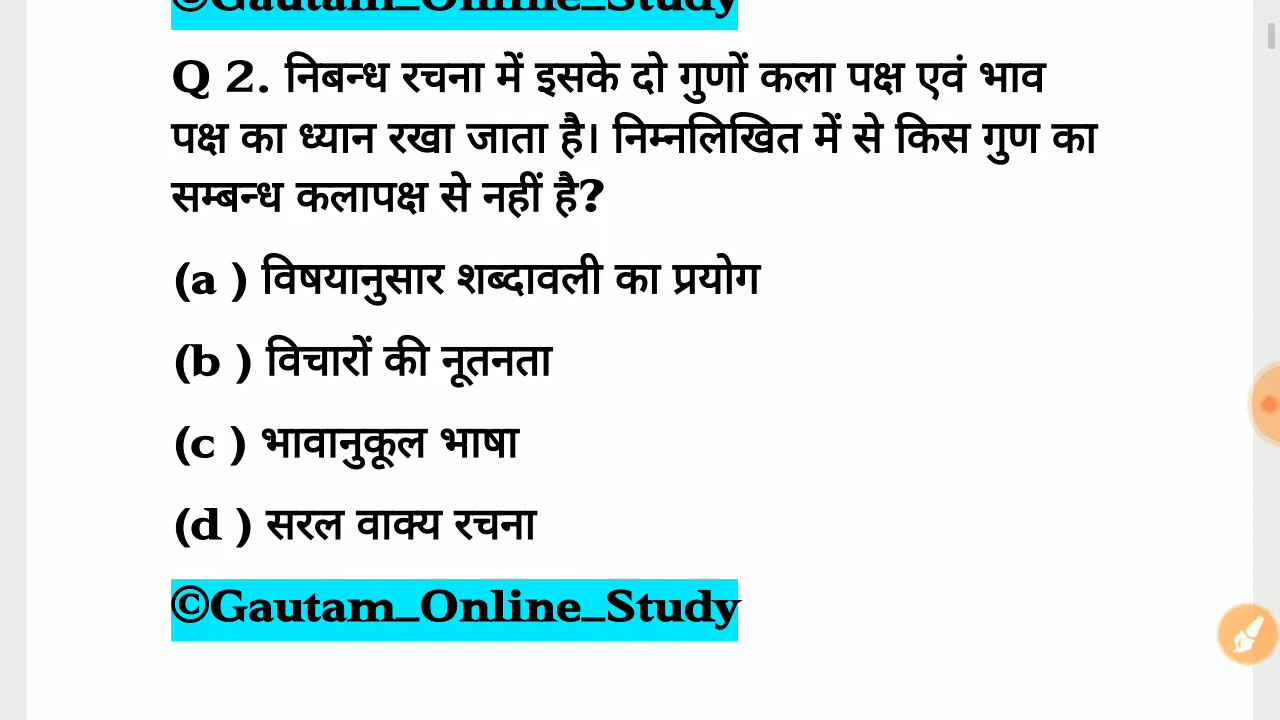 ©Gautam_Online_Study
Q 2. निबन्ध रचना में इसके दो गुणों कला पक्ष एवं भाव
पक्ष का ध्यान रखा जाता है। निम्नलिखित में से किस गुण का
सम्बन्ध कलापक्ष से नहीं है?
(a ) विषयानुसार शब्दावली का प्रयोग
(b ) विचारों की नूतनता
(c ) भावानुकूल भाषा
(d ) सरल वाक्य रचना
©Gautam_Online_Study